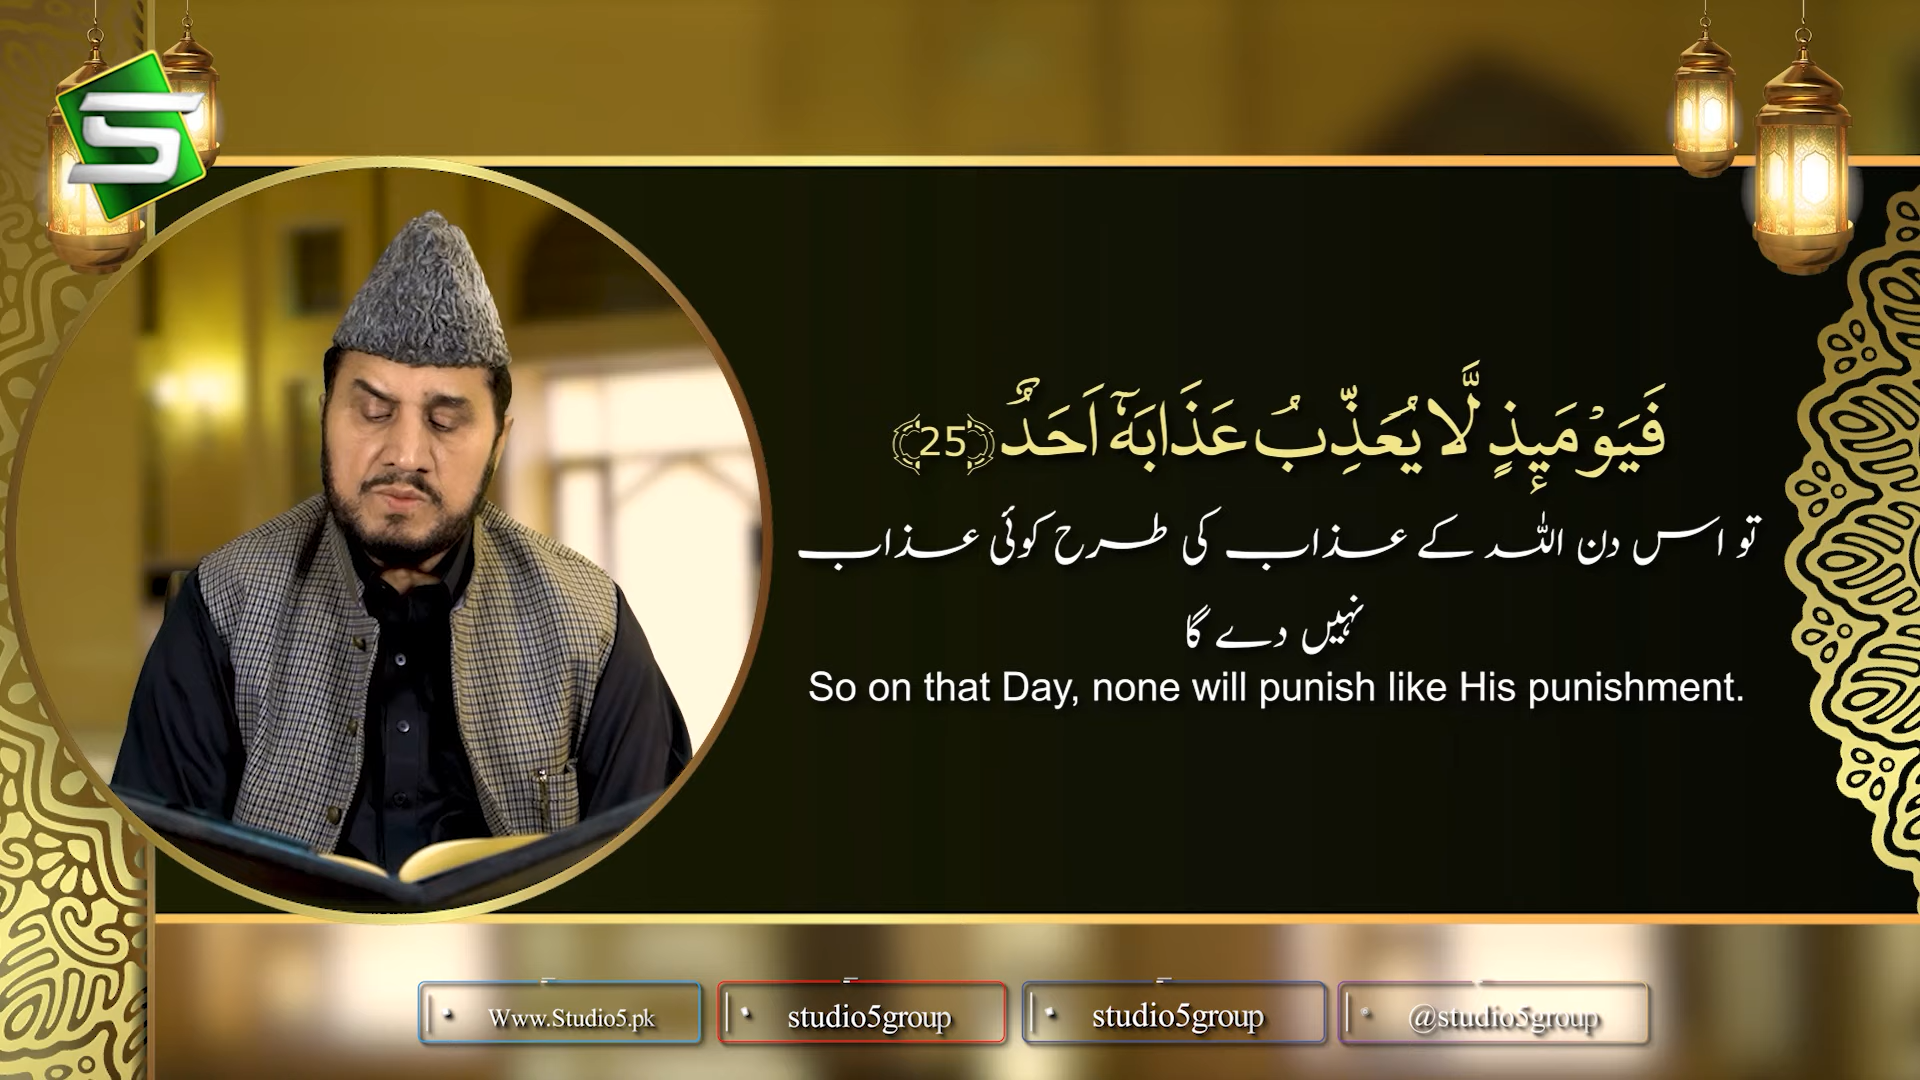 S
فَيَوْمَىِٕذٍ لَّا يُعَذِّبُ عَذَابَهٗٓ اَحَدٌۙ 25
تو اس دن اللہ کے عذاب کی طرح کوئی عذاب
نہیں دے گا
So on that Day, none will punish like His punishment.
Www.Studio5.pk studio5group studio5group @studio5group